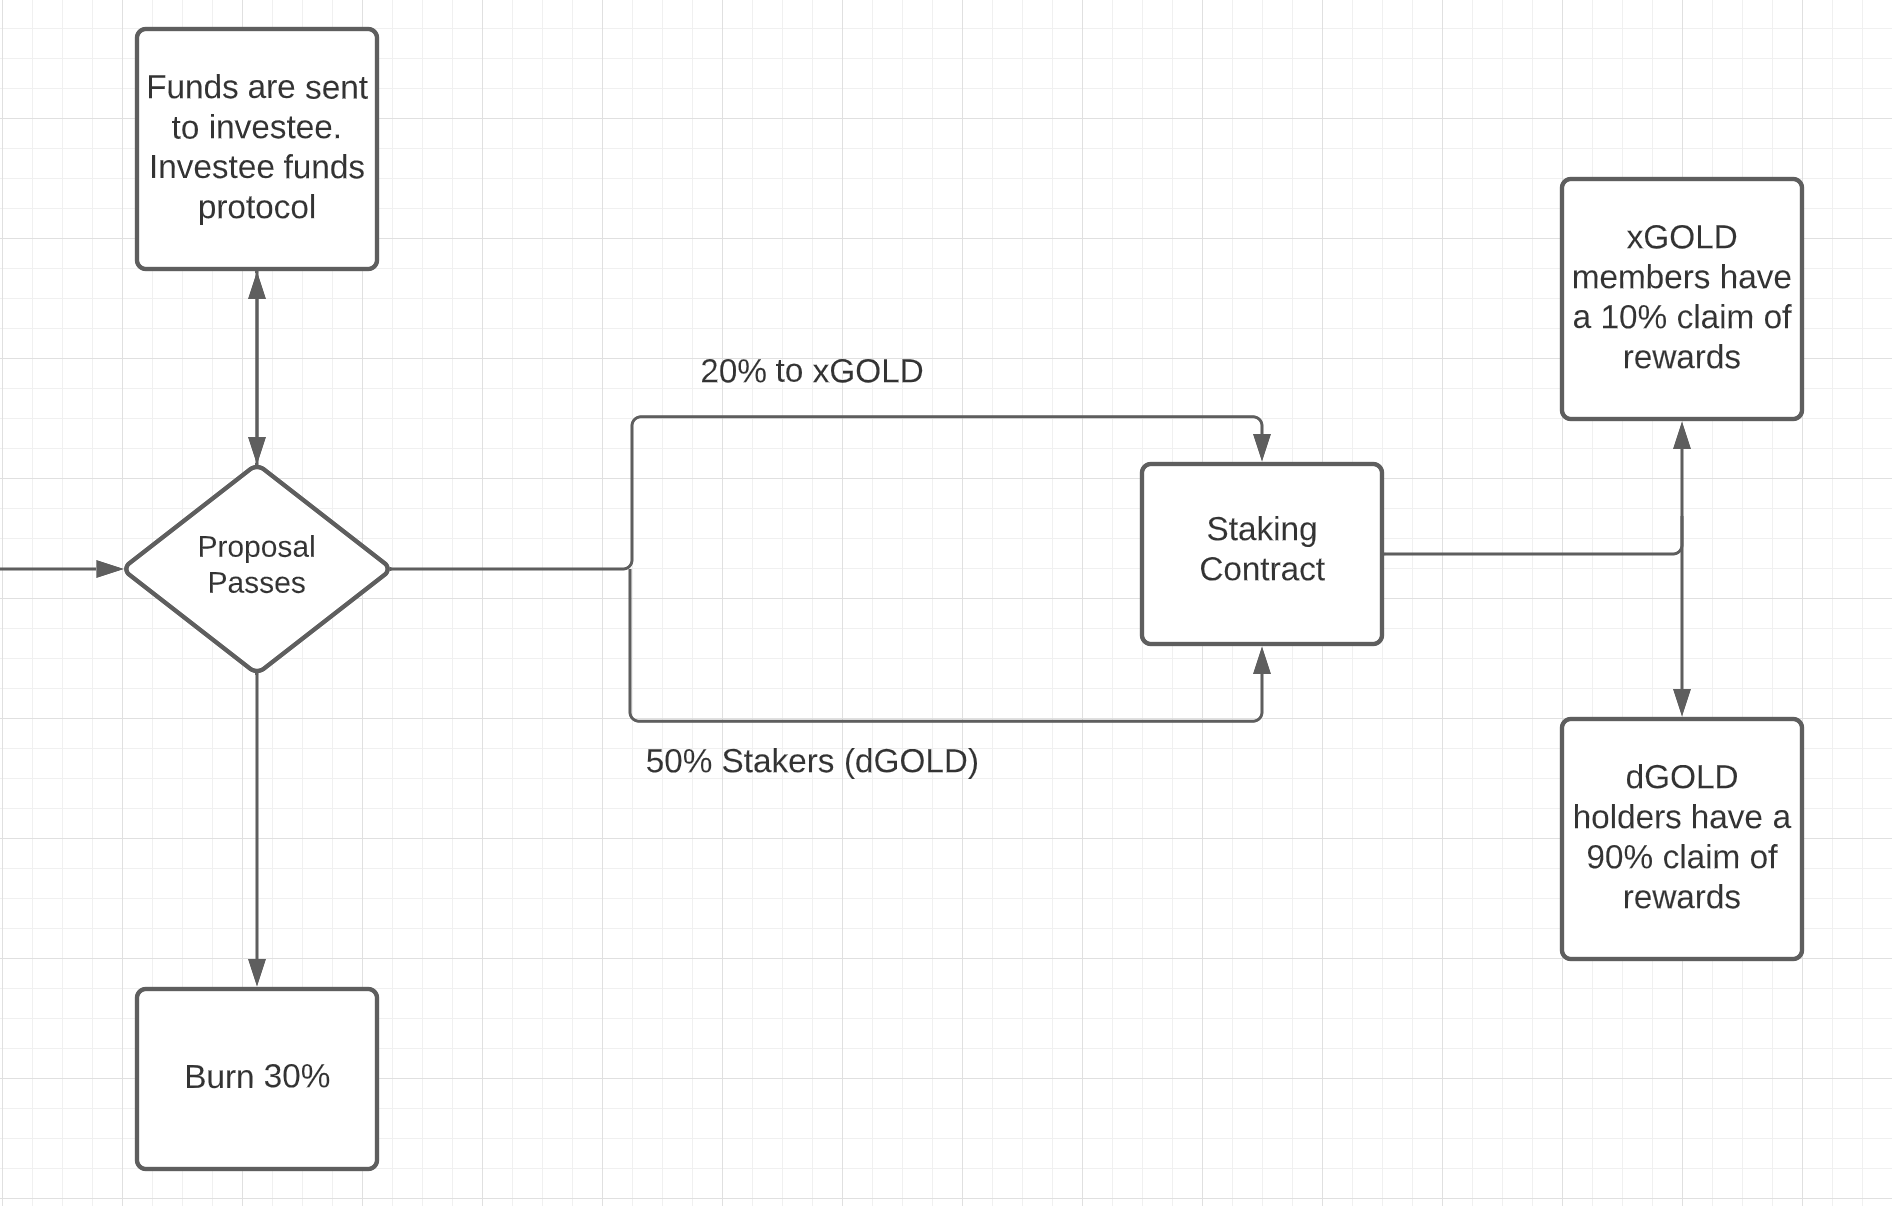 Funds are sent
to investee.
Investee funds
protocol
xGOLD
members have
a 10% claim of
rewards
20% to xGOLD
Proposal
Passes
Staking
Contract
50% Stakers (dGOLD)
dGOLD
holders have a
90% claim of
rewards
Burn 30%